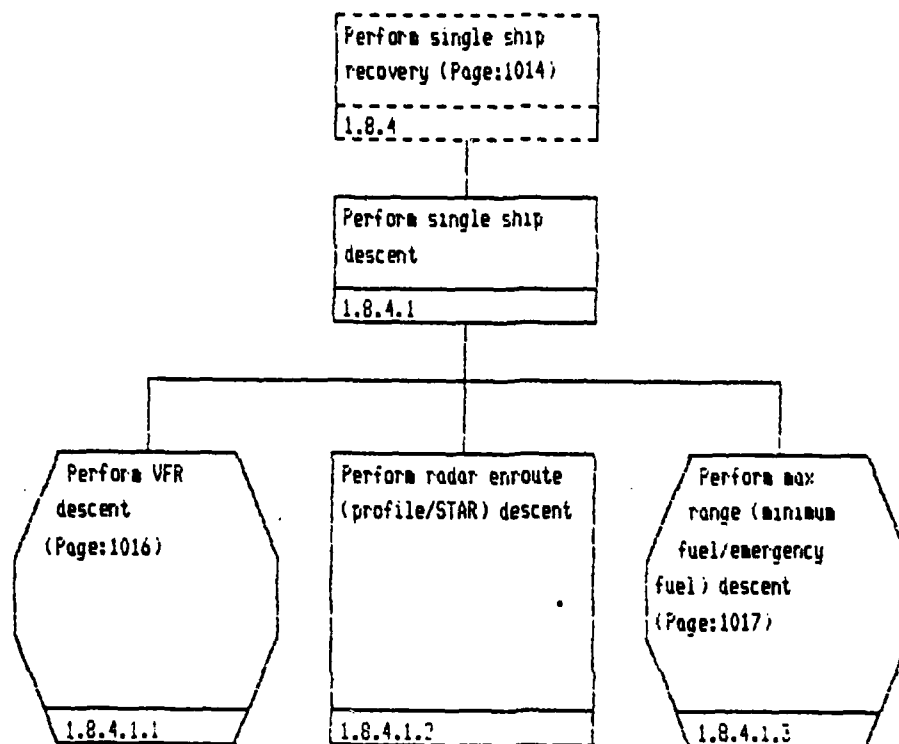 Perform single ship
recovery (Page:1014)
1.8.4
Perform single ship
descent
1.8.4.1
Perform VFR
descent
(Page:1016)
1.8.4.1.1
Perform radar enroute
(profile/STAR) descent
1.8.4.1.2
Perform max
range (minimum
fuel/emergency
fuel) descent
(Page:1017)
1.8.4.1.3